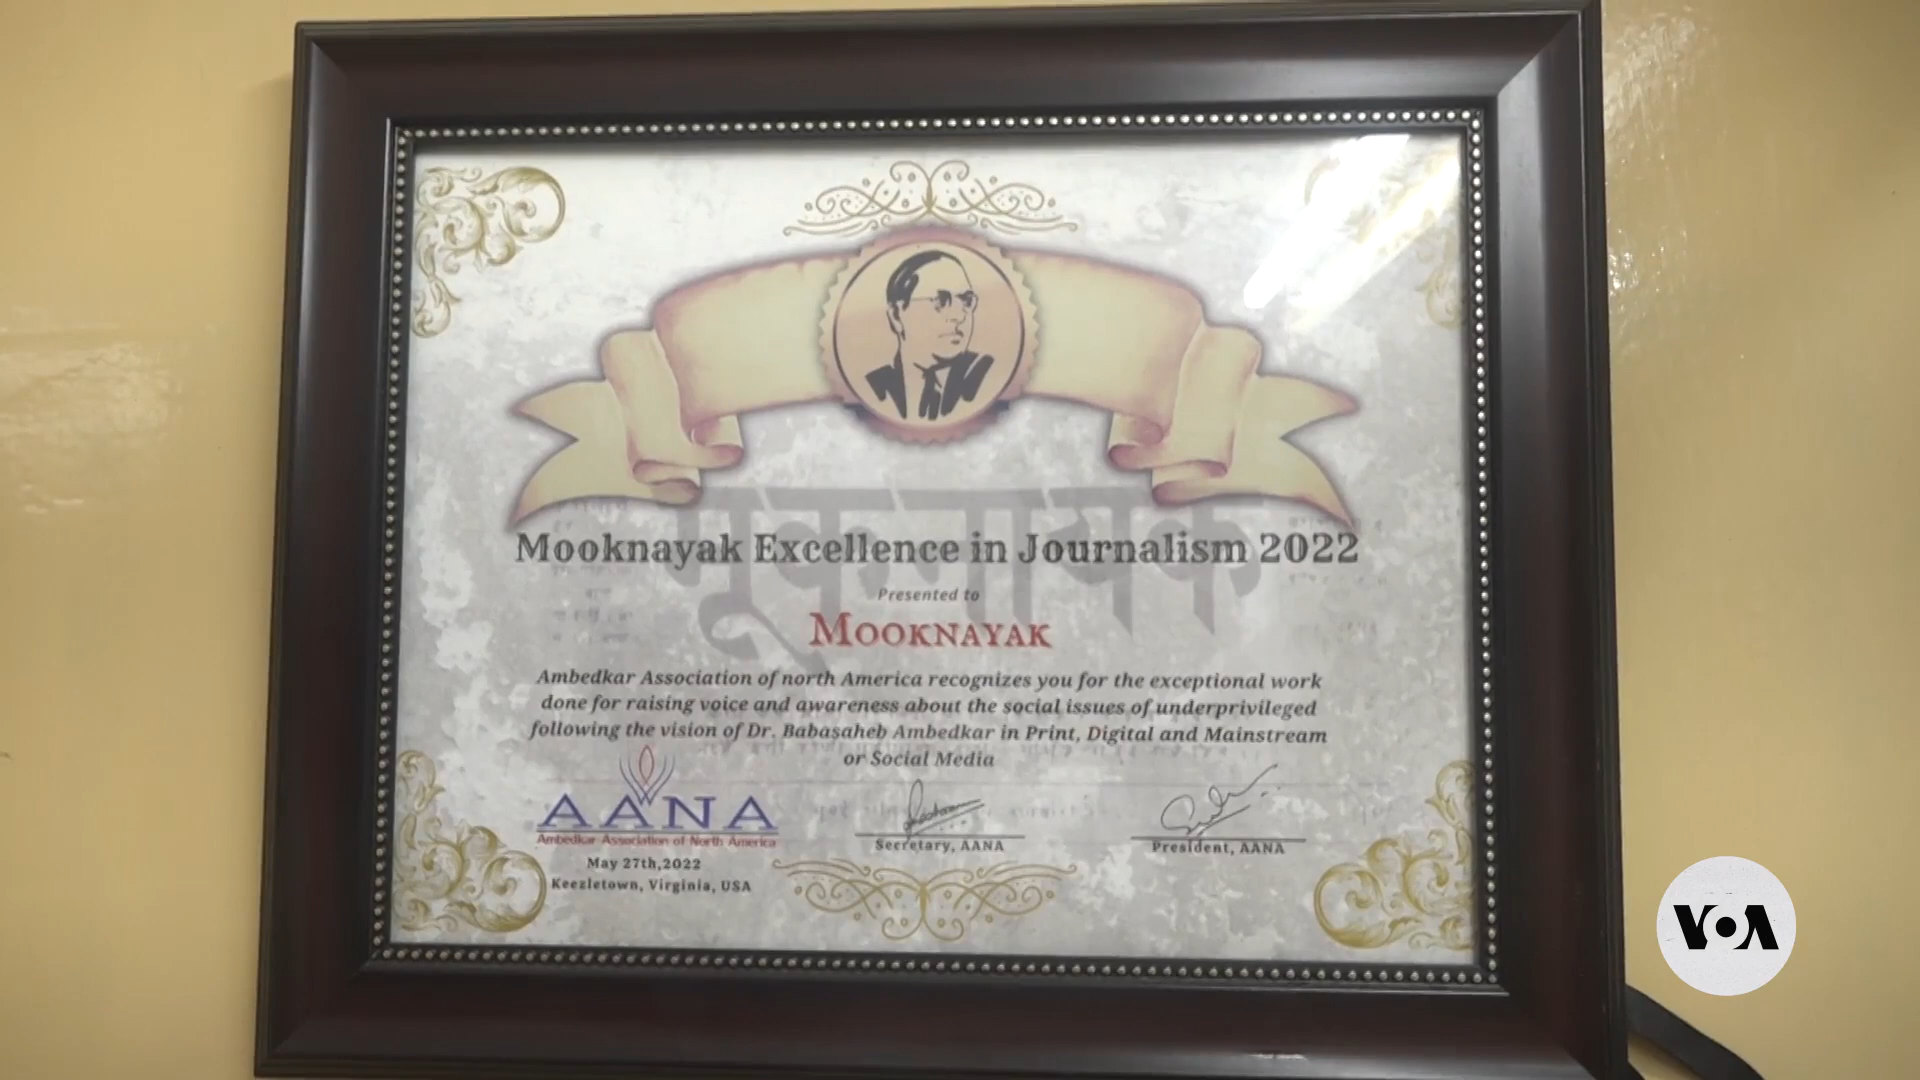 मूकनायक
Mooknayak Excellence in Journalism 2022
Presented to
MOOKNAYAK
Ambedkar Association of north America recognizes you for the exceptional work
done for raising voice and awareness about the social issues of underprivileged
following the vision of Dr. Babasaheb Ambedkar in Print, Digital and Mainstream
or Social Media
AANA
Ambedkar Association of North America
May 27th,2022
Keezletown, Virginia, USA
Secretary, AANA
President, AANA
VOA